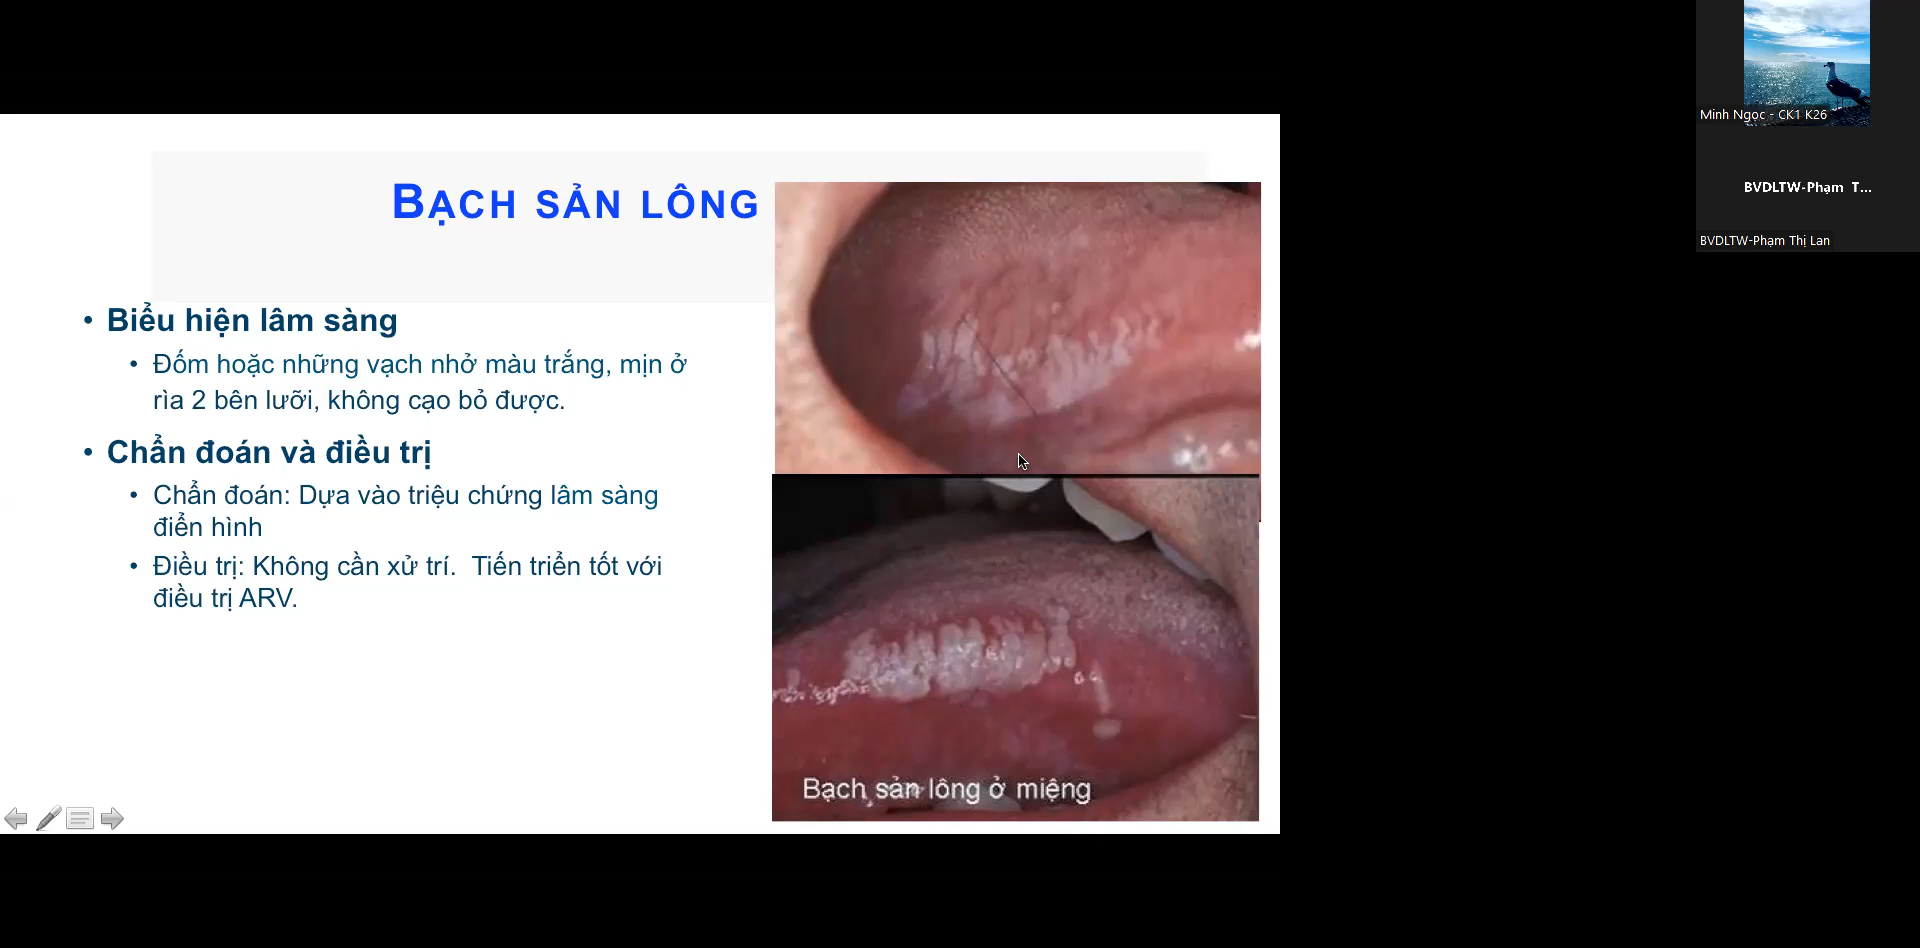 BẠCH SẢN LÔNG
• Biểu hiện lâm sàng
• Đốm hoặc những vạch nhở màu trắng, mịn ở
rìa 2 bên lưỡi, không cạo bỏ được.
• Chẩn đoán và điều trị
• Chẩn đoán: Dựa vào triệu chứng lâm sàng
điển hình
• Điều trị: Không cần xử trí. Tiến triển tốt với
điều trị ARV.
Bạch sản lông ở miệng
Minh Ngọc - CK1 K26
BVDLTW-Phạm T...
BVDLTW-Phạm Thị Lan